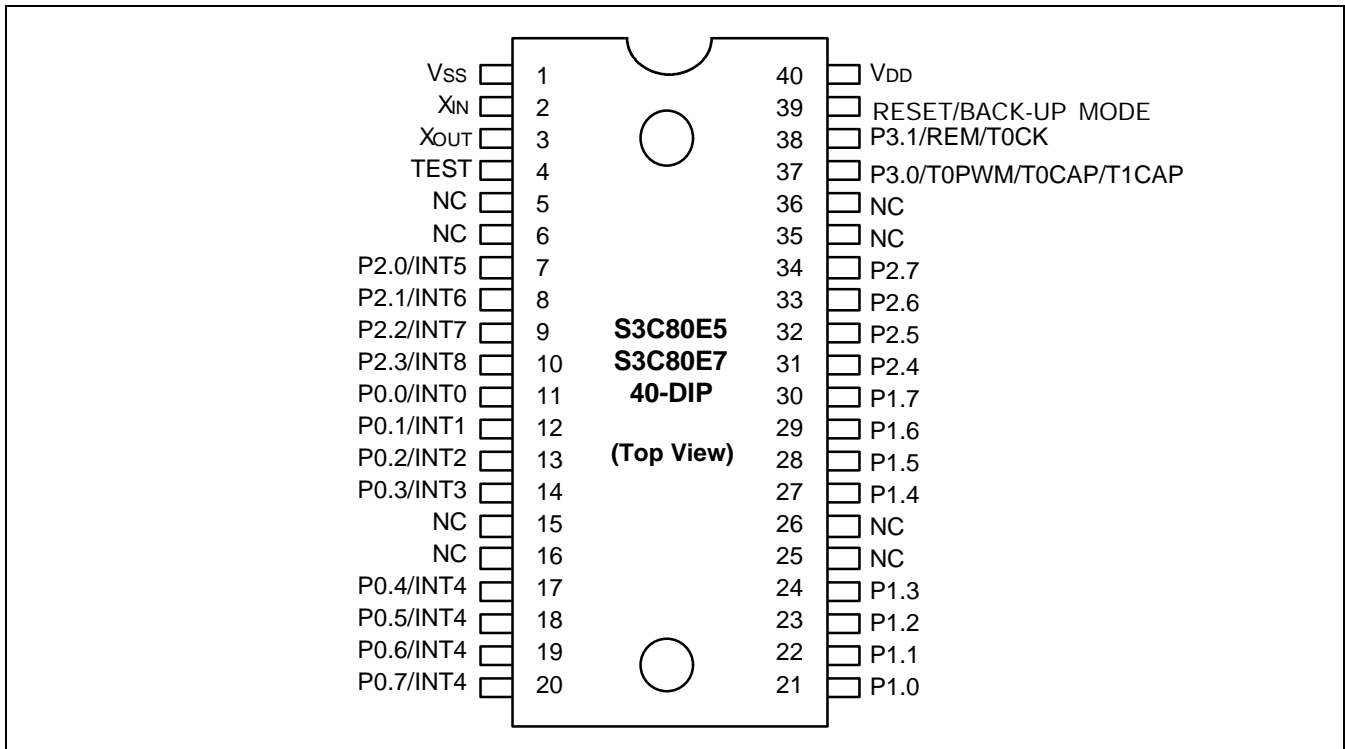 VSS 1 40 VDD
XIN 2 39 RESET/BACK-UP MODE
XOUT 3 38 P3.1/REM/T0CK
TEST 4 37 P3.0/T0PWM/T0CAP/T1CAP
NC 5 36 NC
NC 6 35 NC
P2.0/INT5 7 34 P2.7
P2.1/INT6 8 33 P2.6
P2.2/INT7 9 S3C80E5 32 P2.5
P2.3/INT8 10 S3C80E7 31 P2.4
P0.0/INT0 11 40-DIP 30 P1.7
P0.1/INT1 12 29 P1.6
P0.2/INT2 13 (Top View) 28 P1.5
P0.3/INT3 14 27 P1.4
NC 15 26 NC
NC 16 25 NC
P0.4/INT4 17 24 P1.3
P0.5/INT4 18 23 P1.2
P0.6/INT4 19 22 P1.1
P0.7/INT4 20 21 P1.0